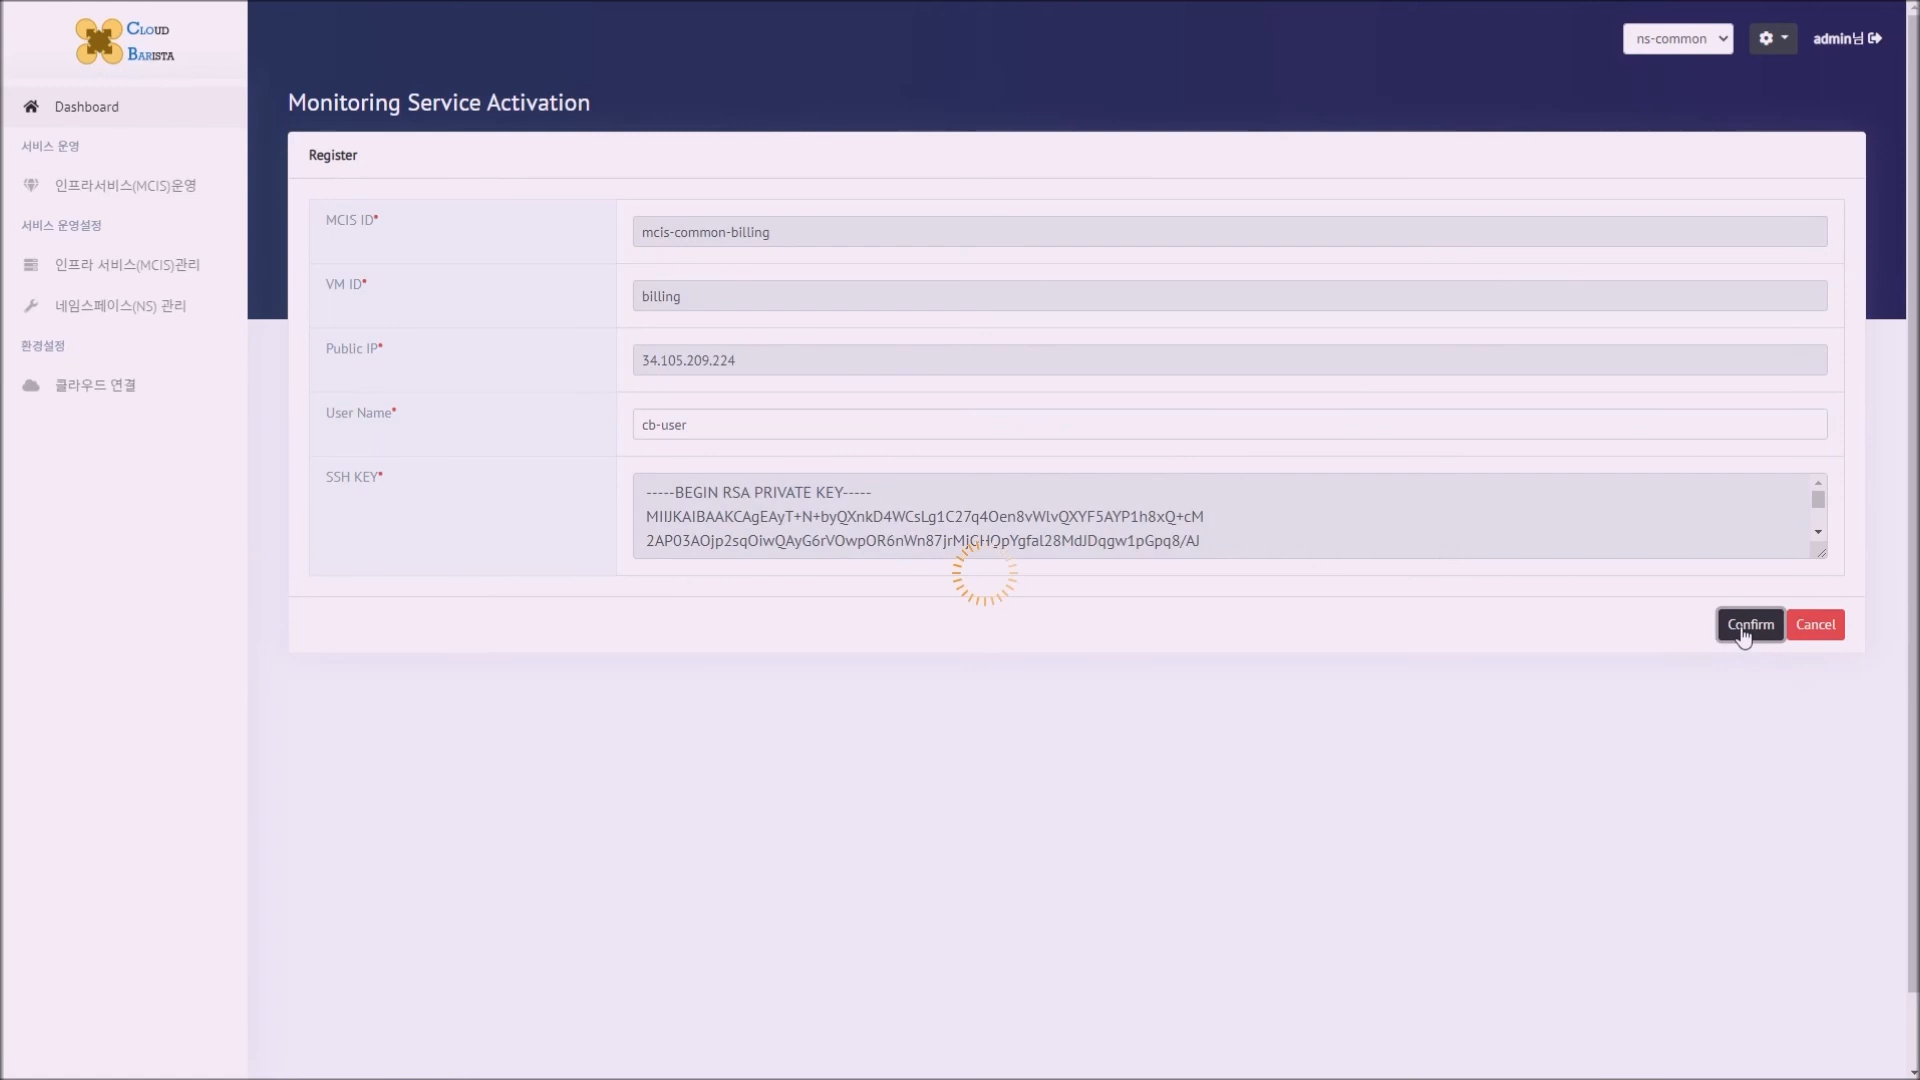 CLOUD
BARISTA
ns-common
admin님
Dashboard
서비스 운영
인프라서비스(MCIS)운영
서비스 운영설정
인프라 서비스(MCIS)관리
네임스페이스(NS) 관리
환경설정
클라우드 연결
Monitoring Service Activation
Register
MCIS ID*
mcis-common-billing
VM ID*
billing
Public IP*
34.105.209.224
User Name*
cb-user
SSH KEY*
-----BEGIN RSA PRIVATE KEY-----
MIIJKAIBAAKCAgEAyT+N+byQXnkD4WCsLg1C27q4Oen8vWlvQXYF5AYP1h8xQ+cM
2AP03AOjp2sqOiwQAyG6rVOwpOR6nWn87jrMjGHOpYgfal28MdJDqgw1pGpq8/AJ
Confirm
Cancel